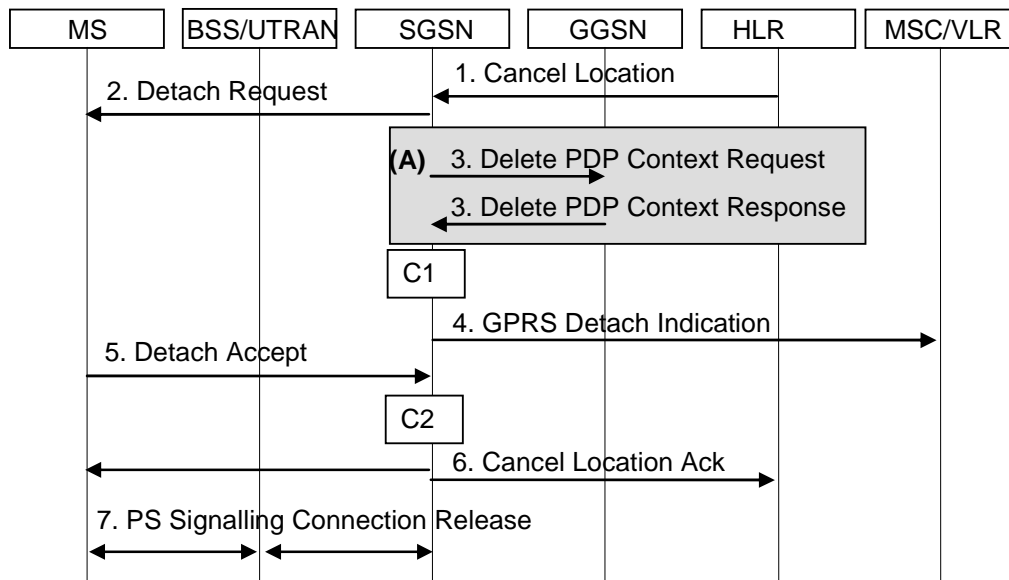 MS BSS/UTRAN SGSN GGSN HLR MSC/VLR
1. Cancel Location
2. Detach Request
(A) 3. Delete PDP Context Request
3. Delete PDP Context Response
C1
4. GPRS Detach Indication
5. Detach Accept
C2
6. Cancel Location Ack
7. PS Signalling Connection Release